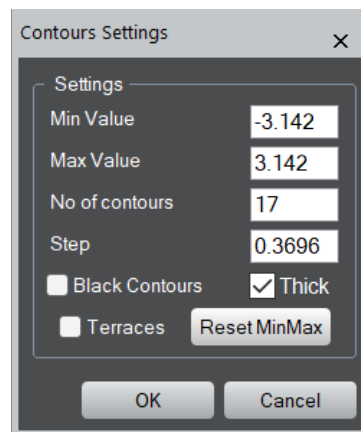 Contours Settings
Settings
Min Value -3.142
Max Value 3.142
No of contours 17
Step 0.3696
Black Contours Thick
Terraces Reset MinMax
OK Cancel